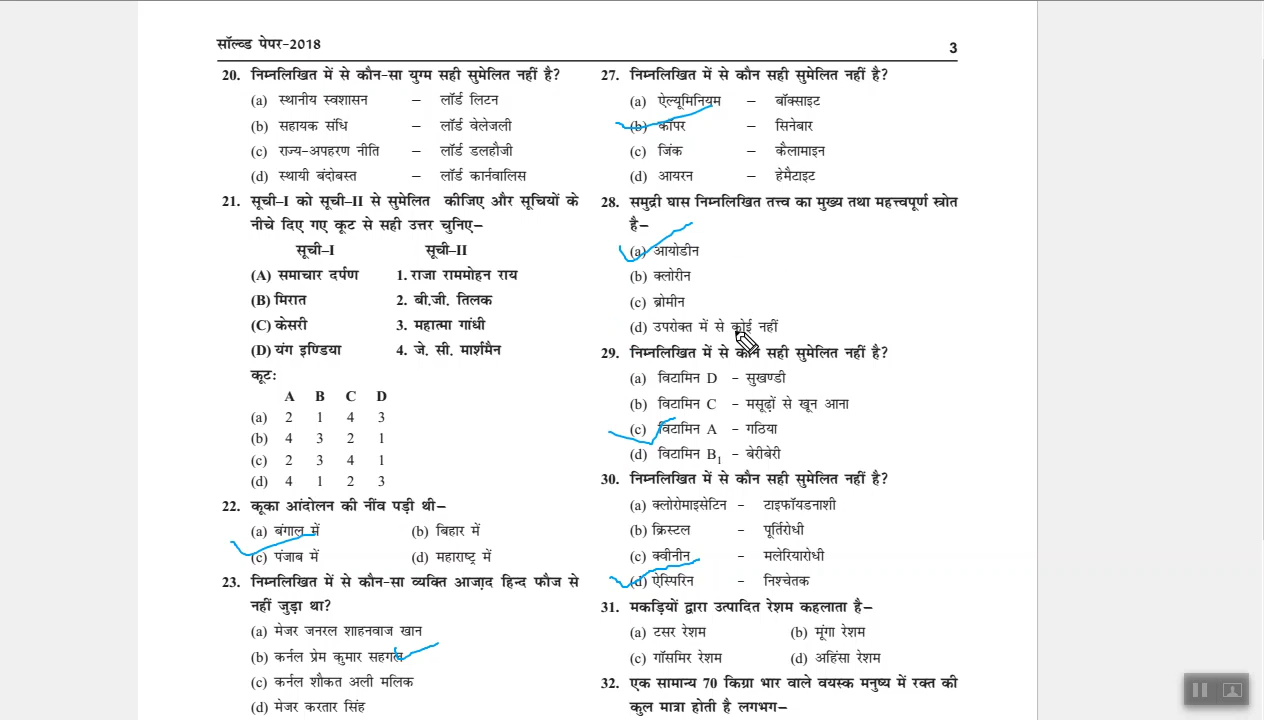 सॉल्व्ड पेपर-2018
3
20. निम्नलिखित में से कौन-सा युग्म सही सुमेलित नहीं है?
(a) स्थानीय स्वशासन – लॉर्ड लिटन
(b) सहायक संधि – लॉर्ड वेलेजली
(c) राज्य-अपहरण नीति – लॉर्ड डलहौजी
(d) स्थायी बंदोबस्त – लॉर्ड कार्नवालिस
21. सूची-I को सूची-II से सुमेलित कीजिए और सूचियों के
नीचे दिए गए कूट से सही उत्तर चुनिए–
सूची-I सूची-II
(A) समाचार दर्पण 1. राजा राममोहन राय
(B) मिरात 2. बी.जी. तिलक
(C) केसरी 3. महात्मा गांधी
(D) यंग इण्डिया 4. जे. सी. मार्शमैन
कूटः
A B C D
(a) 2 1 4 3
(b) 4 3 2 1
(c) 2 3 4 1
(d) 4 1 2 3
22. कूका आंदोलन की नींव पड़ी थी–
(a) बंगाल में (b) बिहार में
(c) पंजाब में (d) महाराष्ट्र में
23. निम्नलिखित में से कौन-सा व्यक्ति आज़ाद हिन्द फौज से
नहीं जुड़ा था?
(a) मेजर जनरल शाहनवाज खान
(b) कर्नल प्रेम कुमार सहगल
(c) कर्नल शौकत अली मलिक
(d) मेजर करतार सिंह
27. निम्नलिखित में से कौन सही सुमेलित नहीं है?
(a) ऐल्यूमिनियम – बॉक्साइट
(b) कॉपर – सिनेबार
(c) जिंक – कैलामाइन
(d) आयरन – हेमैटाइट
28. समुद्री घास निम्नलिखित तत्त्व का मुख्य तथा महत्त्वपूर्ण स्त्रोत
है–
(a) आयोडीन
(b) क्लोरीन
(c) ब्रोमीन
(d) उपरोक्त में से कोई नहीं
29. निम्नलिखित में से कौन सही सुमेलित नहीं है?
(a) विटामिन D - सुखण्डी
(b) विटामिन C - मसूढ़ों से खून आना
(c) विटामिन A - गठिया
(d) विटामिन B1 - बेरीबेरी
30. निम्नलिखित में से कौन सही सुमेलित नहीं है?
(a) क्लोरोमाइसेटिन - टाइफॉयडनाशी
(b) क्रिस्टल - पूर्तिरोधी
(c) क्वीनीन - मलेरियारोधी
(d) ऐस्पिरिन - निश्चेतक
31. मकड़ियों द्वारा उत्पादित रेशम कहलाता है–
(a) टसर रेशम (b) मूंगा रेशम
(c) गॉसमिर रेशम (d) अहिंसा रेशम
32. एक सामान्य 70 किग्रा भार वाले वयस्क मनुष्य में रक्त की
कुल मात्रा होती है लगभग–